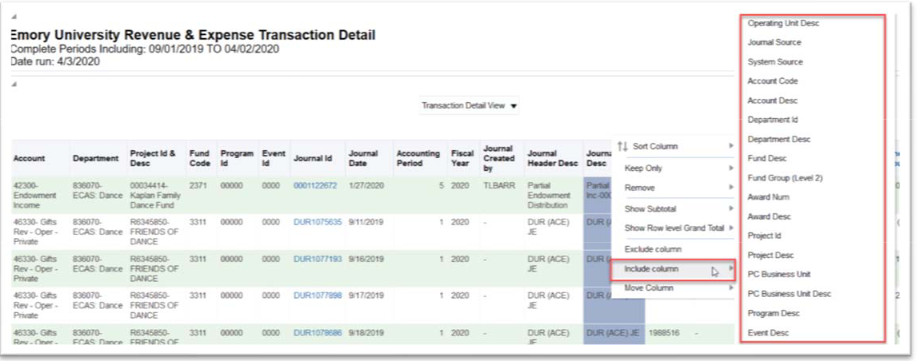 Emory University Revenue & Expense Transaction Detail
Complete Periods Including: 09/01/2019 TO 04/02/2020
Date run: 4/3/2020
Transaction Detail View
Account Department Project Id & Desc Fund Code Program Id Event Id Journal Id Journal Date Accounting Period Fiscal Year Journal Created by Journal Header Desc Desc
42300- Endowment Income 836070- ECAS: Dance 00034414- Kaplan Family Dance Fund 2371 00000 0000 0001122672 1/27/2020 5 2020 TLBARR Partial Endowment Distribution Partial
46330- Gifts Rev - Oper - Private 836070- ECAS: Dance R6345850- FRIENDS OF DANCE 3311 00000 0000 DUR1075635 9/11/2019 1 2020 - DUR (ACE) JE DUR
46330- Gifts Rev - Oper - Private 836070- ECAS: Dance R6345850- FRIENDS OF DANCE 3311 00000 0000 DUR1077193 9/16/2019 1 2020 - DUR (ACE) JE DUR
46330- Gifts Rev - Oper - Private 836070- ECAS: Dance R6345850- FRIENDS OF DANCE 3311 00000 0000 DUR1077898 9/17/2019 1 2020 - DUR (ACE) JE DUR
46330- Gifts Rev - Oper - 836070- ECAS: Dance R6345850- FRIENDS OF 3311 00000 0000 DUR1078686 9/18/2019 1 2020 - DUR (ACE) JE DUR (ACE) JE 1988516 -
Sort Column
Keep Only
Remove
Show Subtotal
Show Row level Grand Total
Exclude column
Include column
Move Column
Operating Unit Desc
Journal Source
System Source
Account Code
Account Desc
Department Id
Department Desc
Fund Desc
Fund Group (Level 2)
Award Num
Award Desc
Project Id
Project Desc
PC Business Unit
PC Business Unit Desc
Program Desc
Event Desc